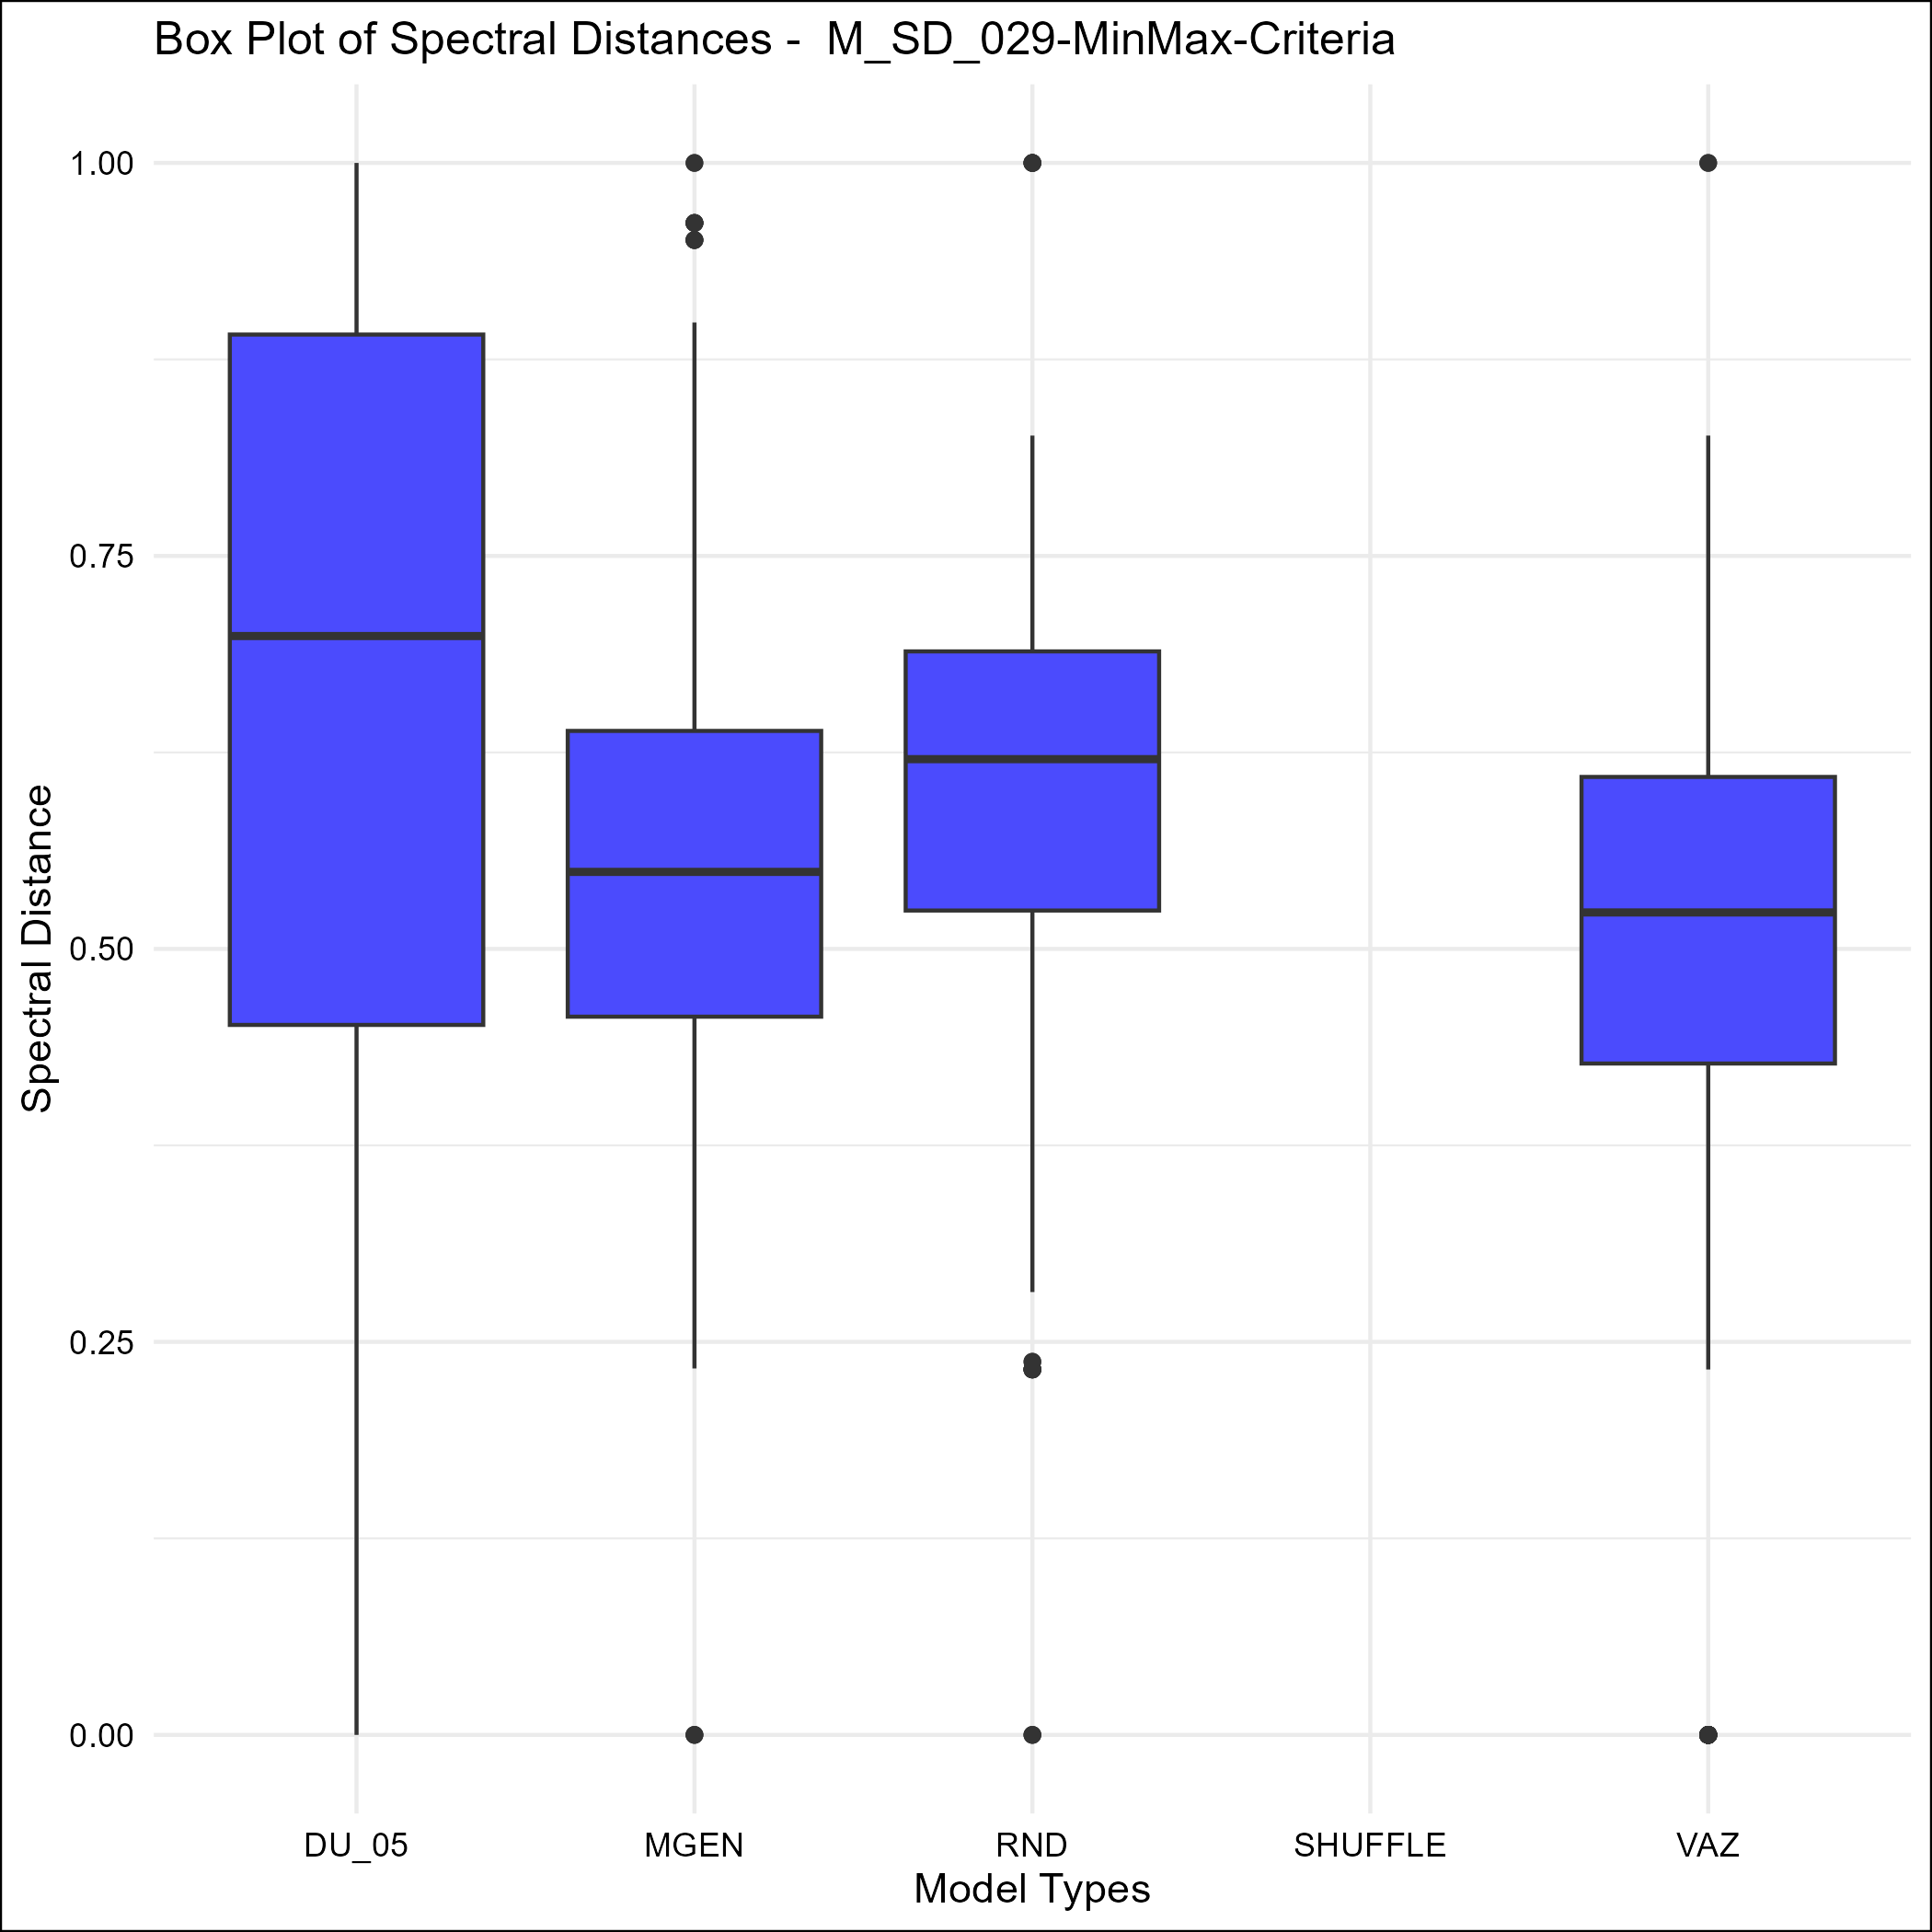 Box Plot of Spectral Distances -  M_SD_029-MinMax-Criteria
1.00
0.75
0.50
0.25
0.00
Spectral Distance
DU_05 MGEN RND SHUFFLE VAZ
Model Types